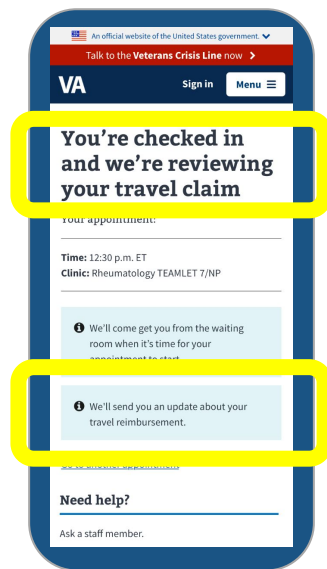 An official website of the United States government.
Talk to the Veterans Crisis Line now
VA Sign in Menu
You're checked in
and we're reviewing
your travel claim
Your appointment:
Time: 12:30 p.m. ET
Clinic: Rheumatology TEAMLET 7/NP
We'll come get you from the waiting
room when it's time for your
appointment to start.
We'll send you an update about your
travel reimbursement.
Go to another appointment
Need help?
Ask a staff member.